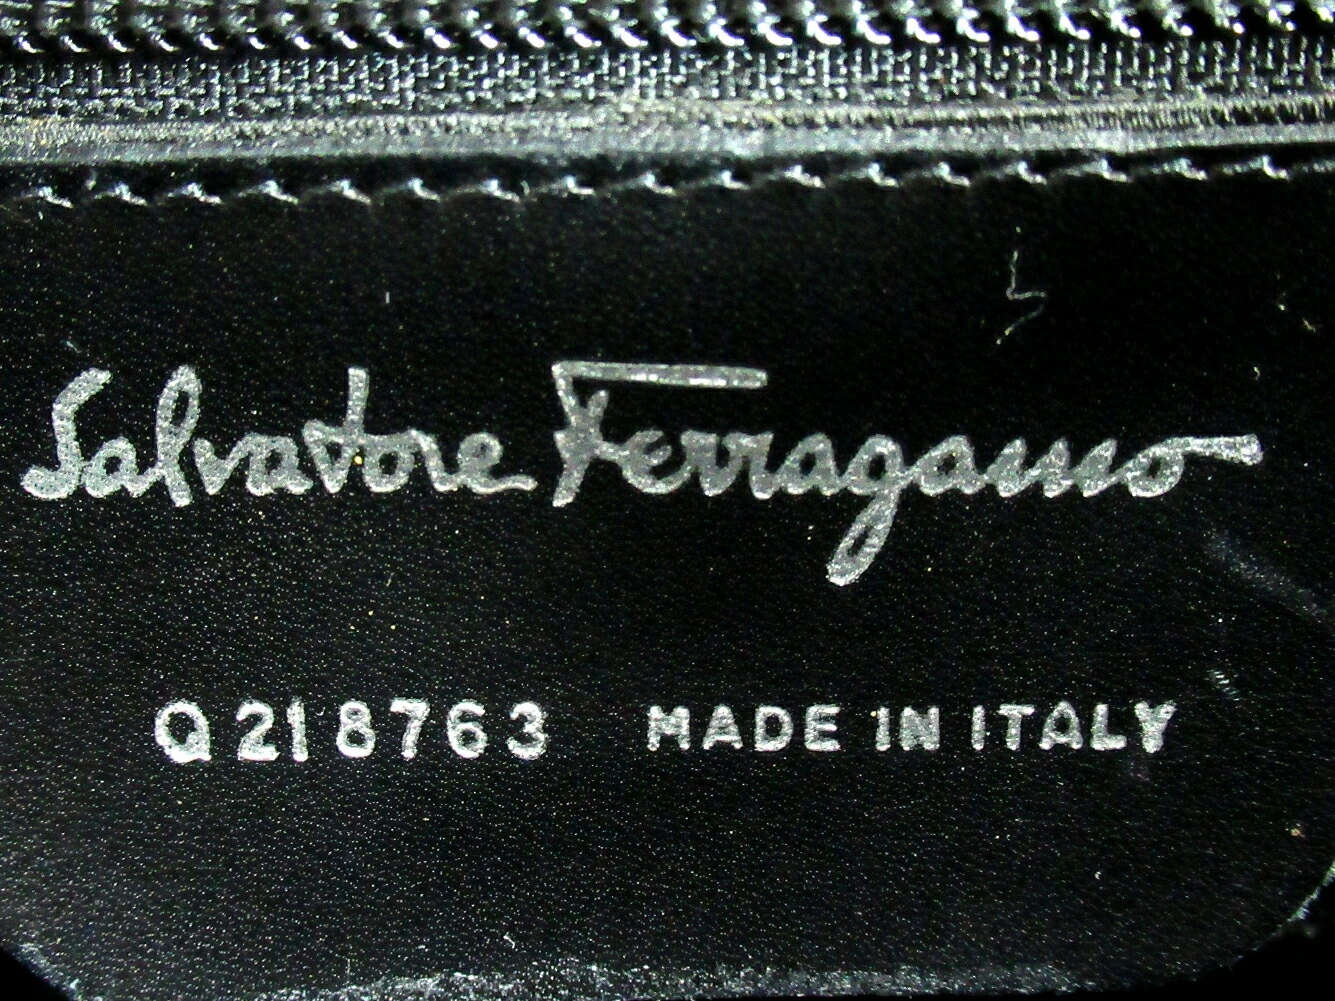 Salvatore Ferragamo
Q218763 MADE IN ITALY